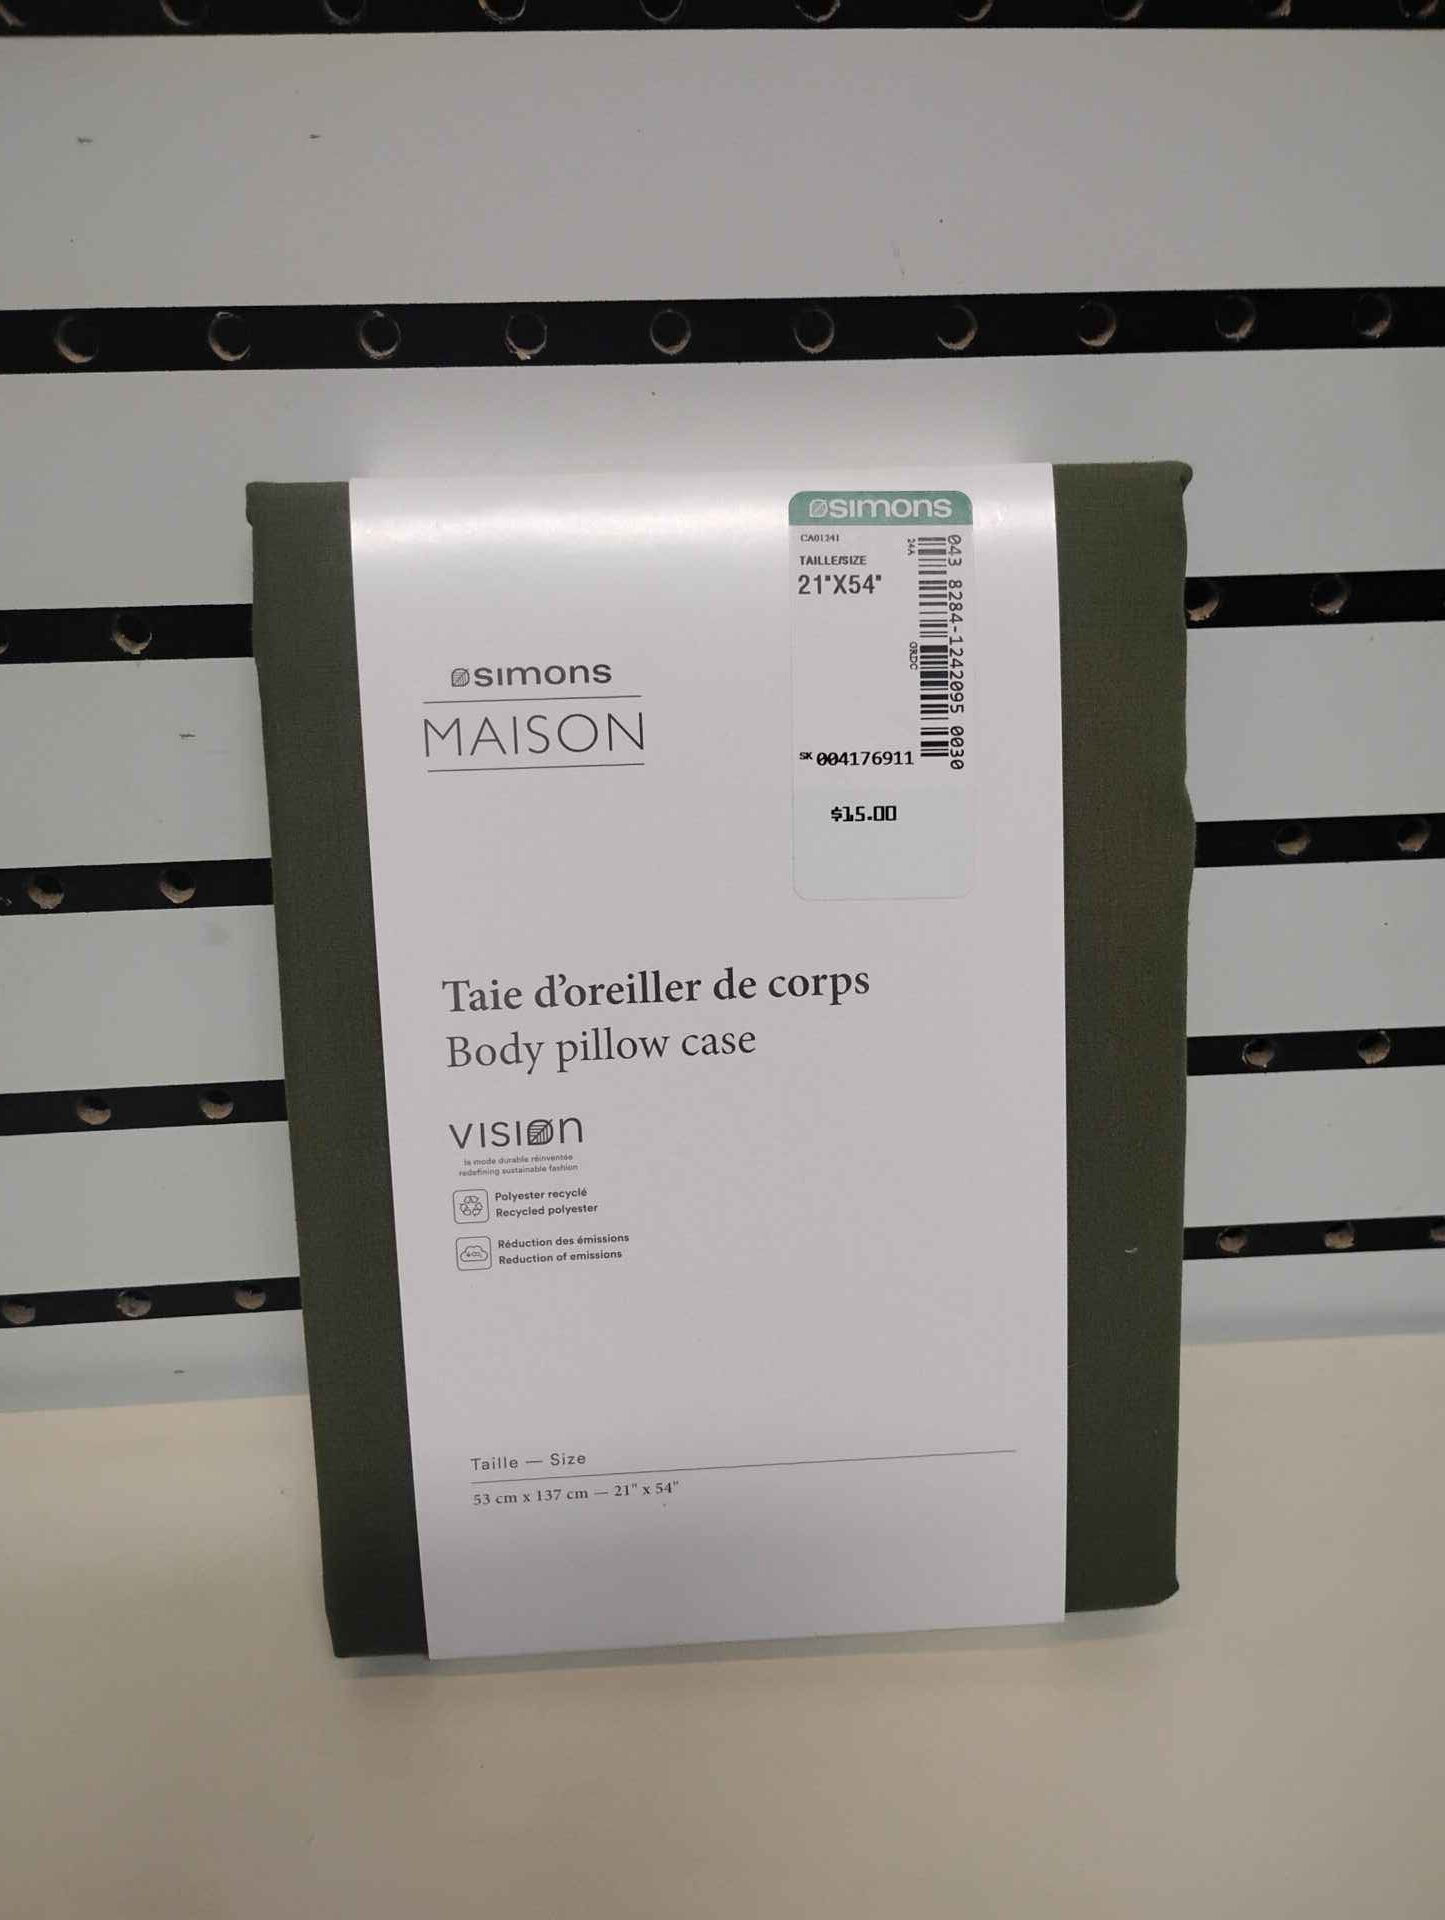 simons
CA01241
24A
TAILLE/SIZE
21"X54"
043 8284-1242095 0030
ORDC
SK 004176911
$15.00
simons
MAISON
Taie d'oreiller de corps
Body pillow case
VISION
la mode durable réinventée
redefining sustainable fashion
Polyester recyclé
Recycled polyester
Réduction des émissions
Reduction of emissions
Taille — Size
53 cm x 137 cm — 21" x 54"